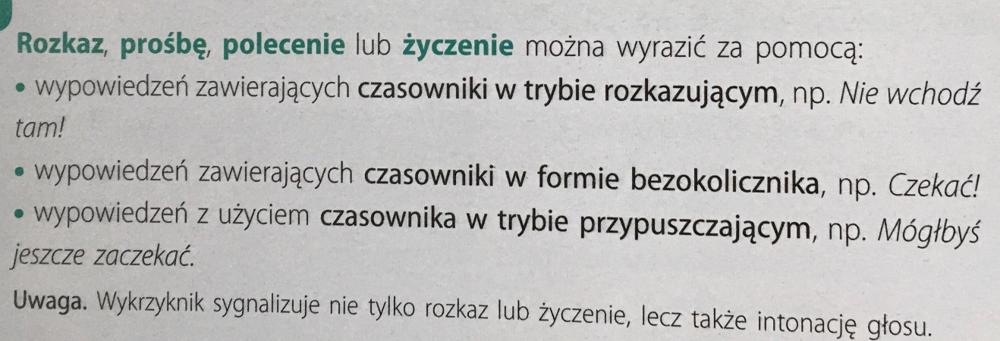 Rozkaz, prośbę, polecenie lub życzenie można wyrazić za pomocą:
• wypowiedzeń zawierających czasowniki w trybie rozkazującym, np. Nie wchodź
tam!
• wypowiedzeń zawierających czasowniki w formie bezokolicznika, np. Czekać!
• wypowiedzeń z użyciem czasownika w trybie przypuszczającym, np. Mógłbyś
jeszcze zaczekać.
Uwaga. Wykrzyknik sygnalizuje nie tylko rozkaz lub życzenie, lecz także intonację głosu.